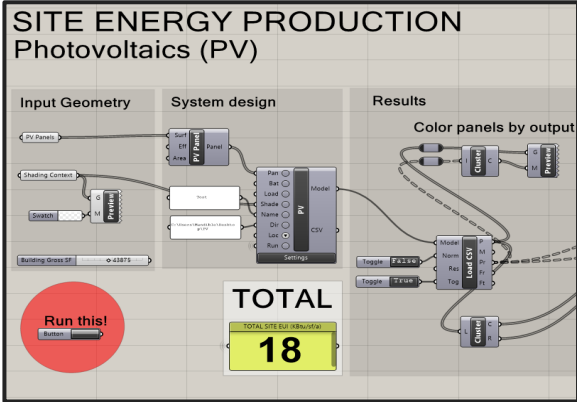 SITE ENERGY PRODUCTION
Photovoltaics (PV)
Input Geometry
System design
Results
Color panels by output
PV Panels
Surf
Eff
Area
PV Panel
Panel
Shading Context
G
M
Preview
Swatch
Building Gross SF
43875
Pan
Bat
Load
Shade
Name
Dir
Loc
Run
PV
Model
CSV
Settings
I
Cluster
C
G
M
Preview
Toggle
False
Toggle
True
Model
Norm
Res
Tog
Load CSV
P
M
Pr
Pr
Fr
Ft
L
Cluster
C
R
Run this!
Button
TOTAL
TOTAL SITE EUI (KBtu/sf/a)
18